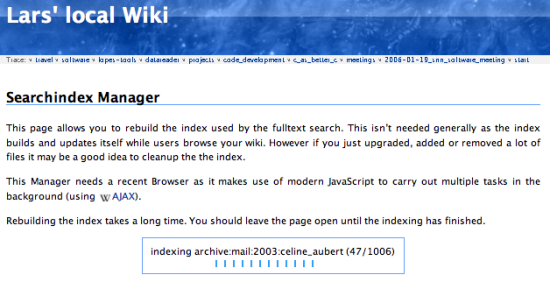 Lars' local Wiki
Trace: » travel » software » lopes-tools » datareader » projects » code_development » c_as_better_c » meetings » 2006-01-19_snn_software_meeting » start
Searchindex Manager
This page allows you to rebuild the index used by the fulltext search. This isn't needed generally as the index
builds and updates itself while users browse your wiki. However if you just upgraded, added or removed a lot of
files it may be a good idea to cleanup the the index.
This Manager needs a recent Browser as it makes use of modern JavaScript to carry out multiple tasks in the
background (using W AJAX).
Rebuilding the index takes a long time. You should leave the page open until the indexing has finished.
indexing archive:mail:2003:celine_aubert (47/1006)